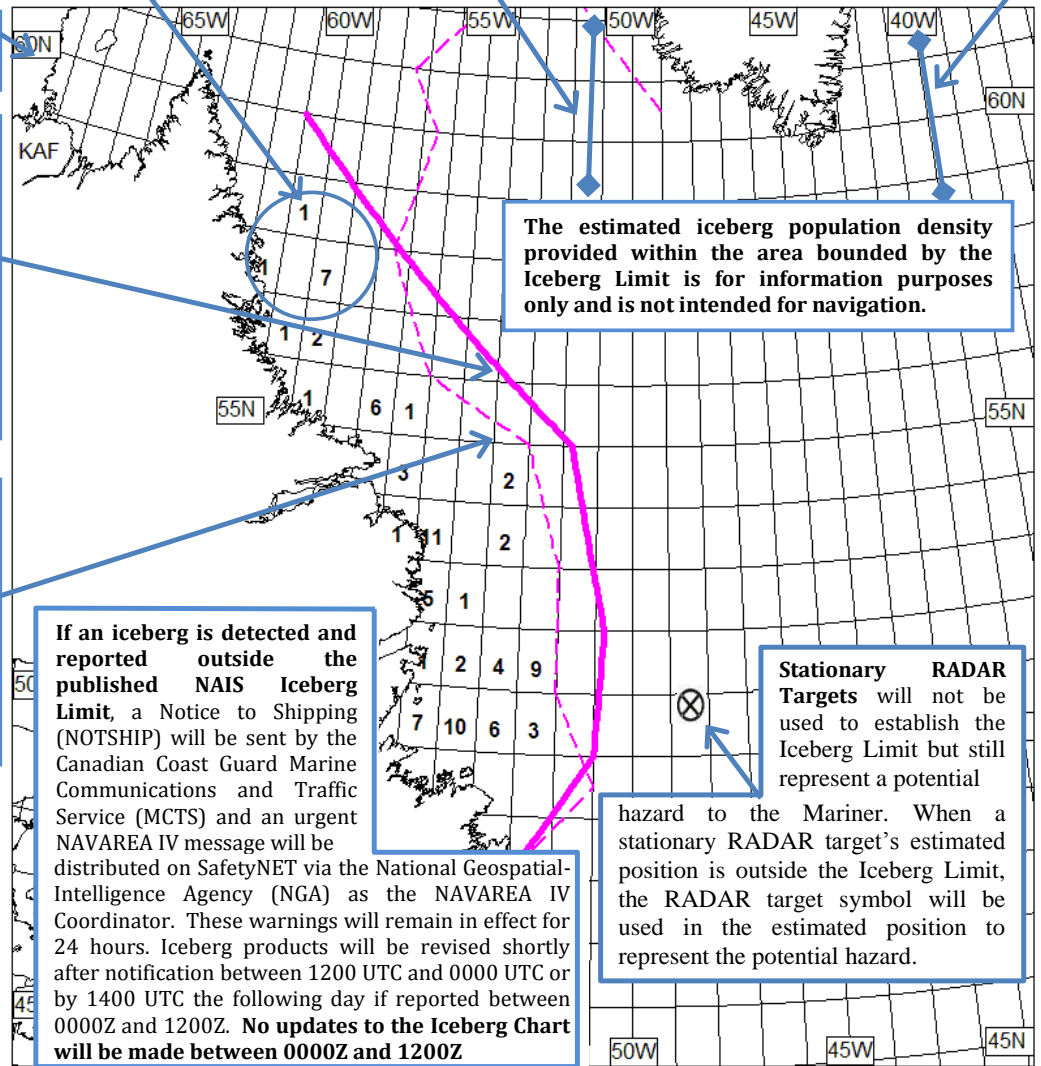 65W 60W 55W 50W 45W 40W
60N
60N
KAF
1
The estimated iceberg population density
provided within the area bounded by the
Iceberg Limit is for information purposes
only and is not intended for navigation.
1 7
1 2
55N 1 6 1 55N
3 2
1 11 2
5 1
If an iceberg is detected and
reported outside the
published NAIS Iceberg
Limit, a Notice to Shipping
(NOTSHIP) will be sent by the
Canadian Coast Guard Marine
Communications and Traffic
Service (MCTS) and an urgent
NAVAREA IV message will be
distributed on SafetyNET via the National Geospatial-
Intelligence Agency (NGA) as the NAVAREA IV
Coordinator. These warnings will remain in effect for
24 hours. Iceberg products will be revised shortly
after notification between 1200 UTC and 0000 UTC or
by 1400 UTC the following day if reported between
0000Z and 1200Z. No updates to the Iceberg Chart
will be made between 0000Z and 1200Z
50 1 2 4 9
7 10 6 3
Stationary RADAR
Targets will not be
used to establish the
Iceberg Limit but still
represent a potential
hazard to the Mariner. When a
stationary RADAR target's estimated
position is outside the Iceberg Limit,
the RADAR target symbol will be
used in the estimated position to
represent the potential hazard.
45
50W 45W 45N